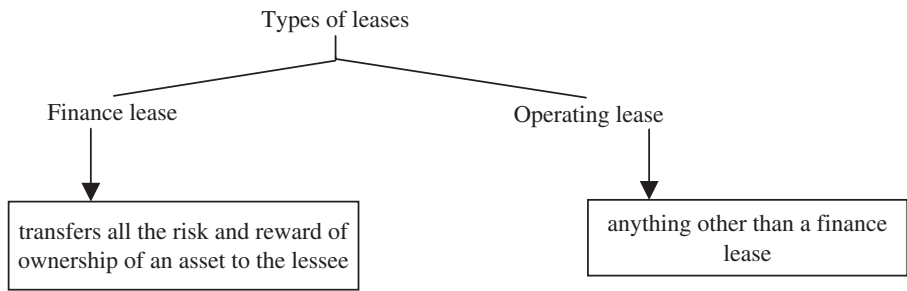 Types of leases
Finance lease
Operating lease
transfers all the risk and reward of
ownership of an asset to the lessee
anything other than a finance
lease